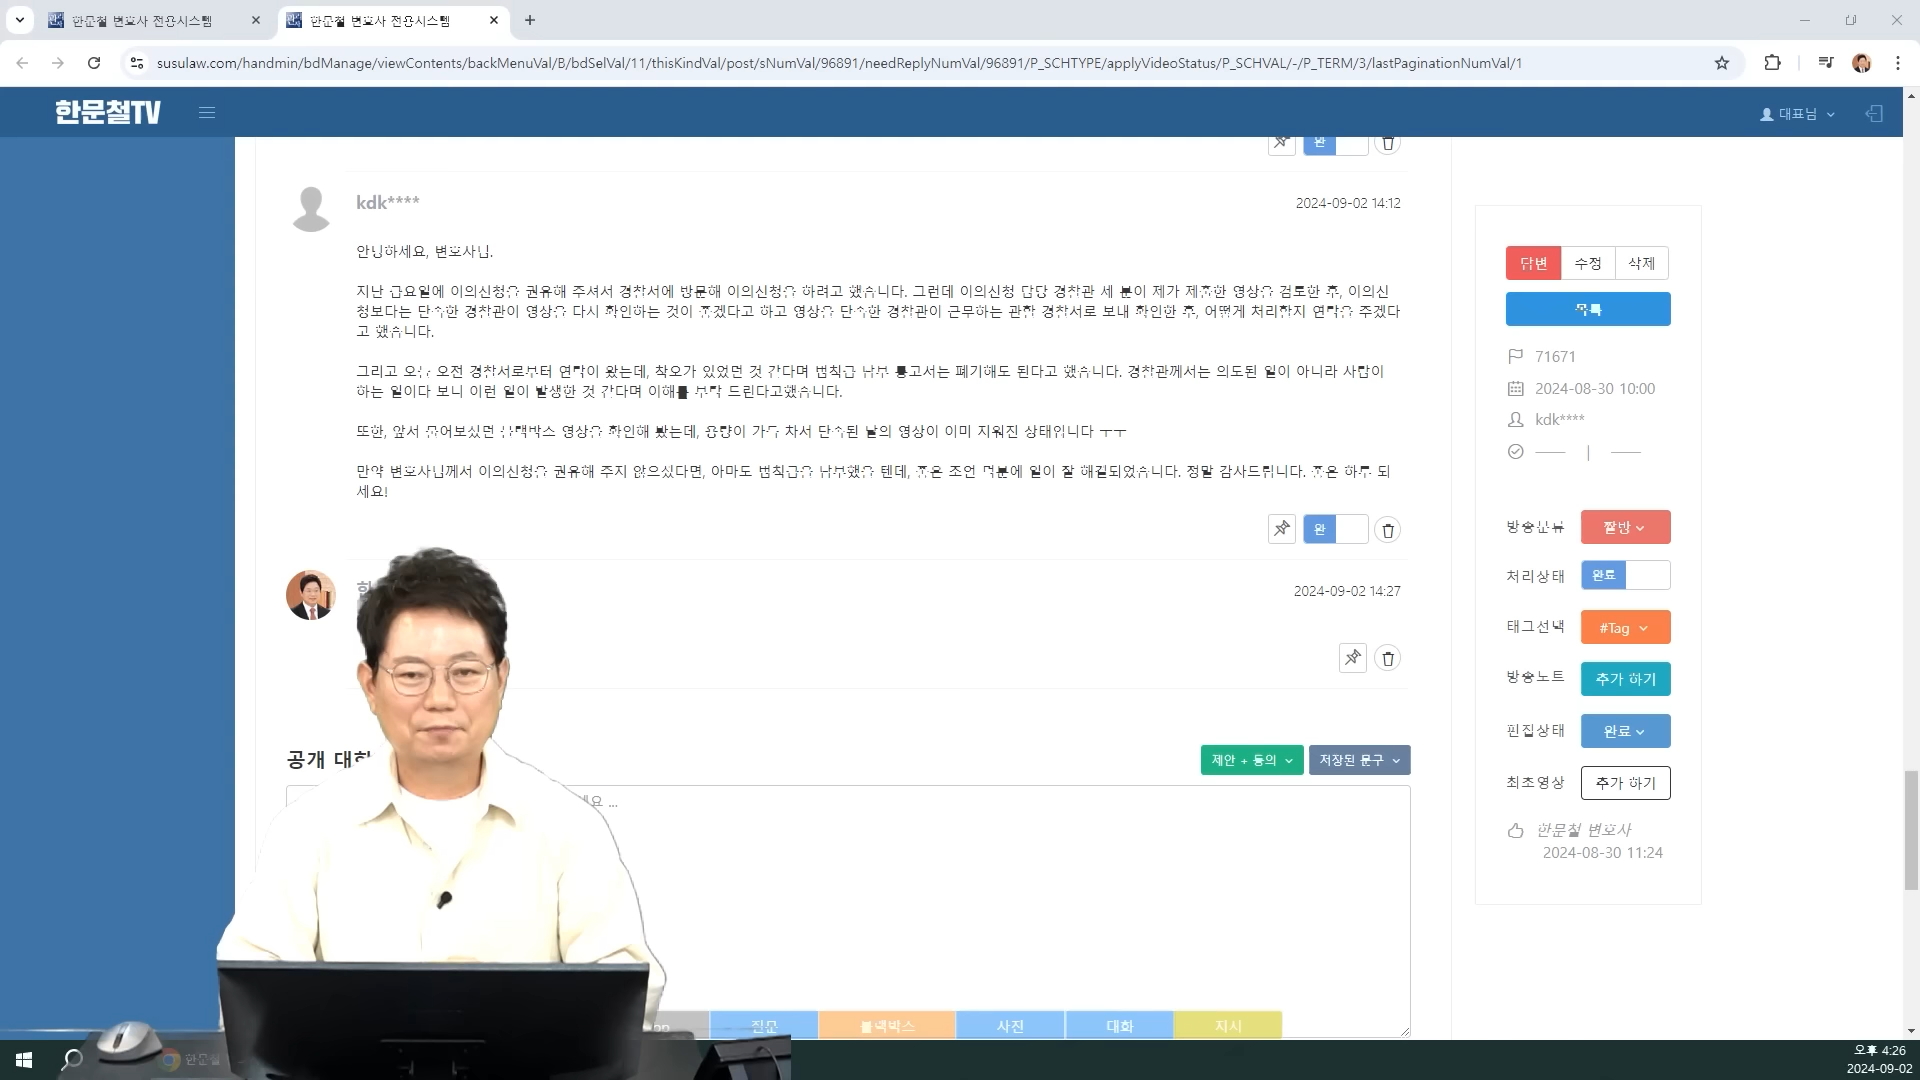 한문철 변호사 전용시스템
한문철 변호사 전용시스템
susulaw.com/handmin/bdManage/viewContents/backMenuVal/B/bdSelVal/11/thisKindVal/post/sNumVal/96891/needReplyNumVal/96891/P_SCHTYPE/applyVideoStatus/P_SCHVAL/-/P_TERM/3/lastPaginationNumVal/1
한문철TV
대표님
완
kdk****
2024-09-02 14:12
안녕하세요, 변호사님.
지난 금요일에 이의신청을 권유해 주셔서 경찰서에 방문해 이의신청을 하려고 했습니다. 그런데 이의신청 담당 경찰관 세 분이 제가 제출한 영상을 검토한 후, 이의신
청보다는 단속한 경찰관이 영상을 다시 확인하는 것이 좋겠다고 하고 영상을 단속한 경찰관이 근무하는 관할 경찰서로 보내 확인한 후, 어떻게 처리할지 연락을 주겠다
고 했습니다.
그리고 오늘 오전 경찰서로부터 연락이 왔는데, 착오가 있었던 것 같다며 범칙금 납부 통고서는 폐기해도 된다고 했습니다. 경찰관께서는 의도된 일이 아니라 사람이
하는 일이다 보니 이런 일이 발생한 것 같다며 이해를 부탁 드린다고했습니다.
또한, 앞서 물어보셨던 블랙박스 영상을 확인해 봤는데, 용량이 가득 차서 단속된 날의 영상이 이미 지워진 상태입니다 ㅜㅜ
만약 변호사님께서 이의신청을 권유해 주지 않으셨다면, 아마도 범칙금을 납부했을 텐데, 좋은 조언 덕분에 일이 잘 해결되었습니다. 정말 감사드립니다. 좋은 하루 되
세요!
완
한
2024-09-02 14:27
공개 대화
제안 + 동의
저장된 문구
세요 ...
질문
블랙박스
사진
대화
지시
답변
수정
삭제
목록
71671
2024-08-30 10:00
kdk****
방송분류
짤방
처리상태
완료
태그선택
#Tag
방송노트
추가 하기
편집상태
완료
최초영상
추가 하기
한문철 변호사
2024-08-30 11:24
한문철
오후 4:26
2024-09-02